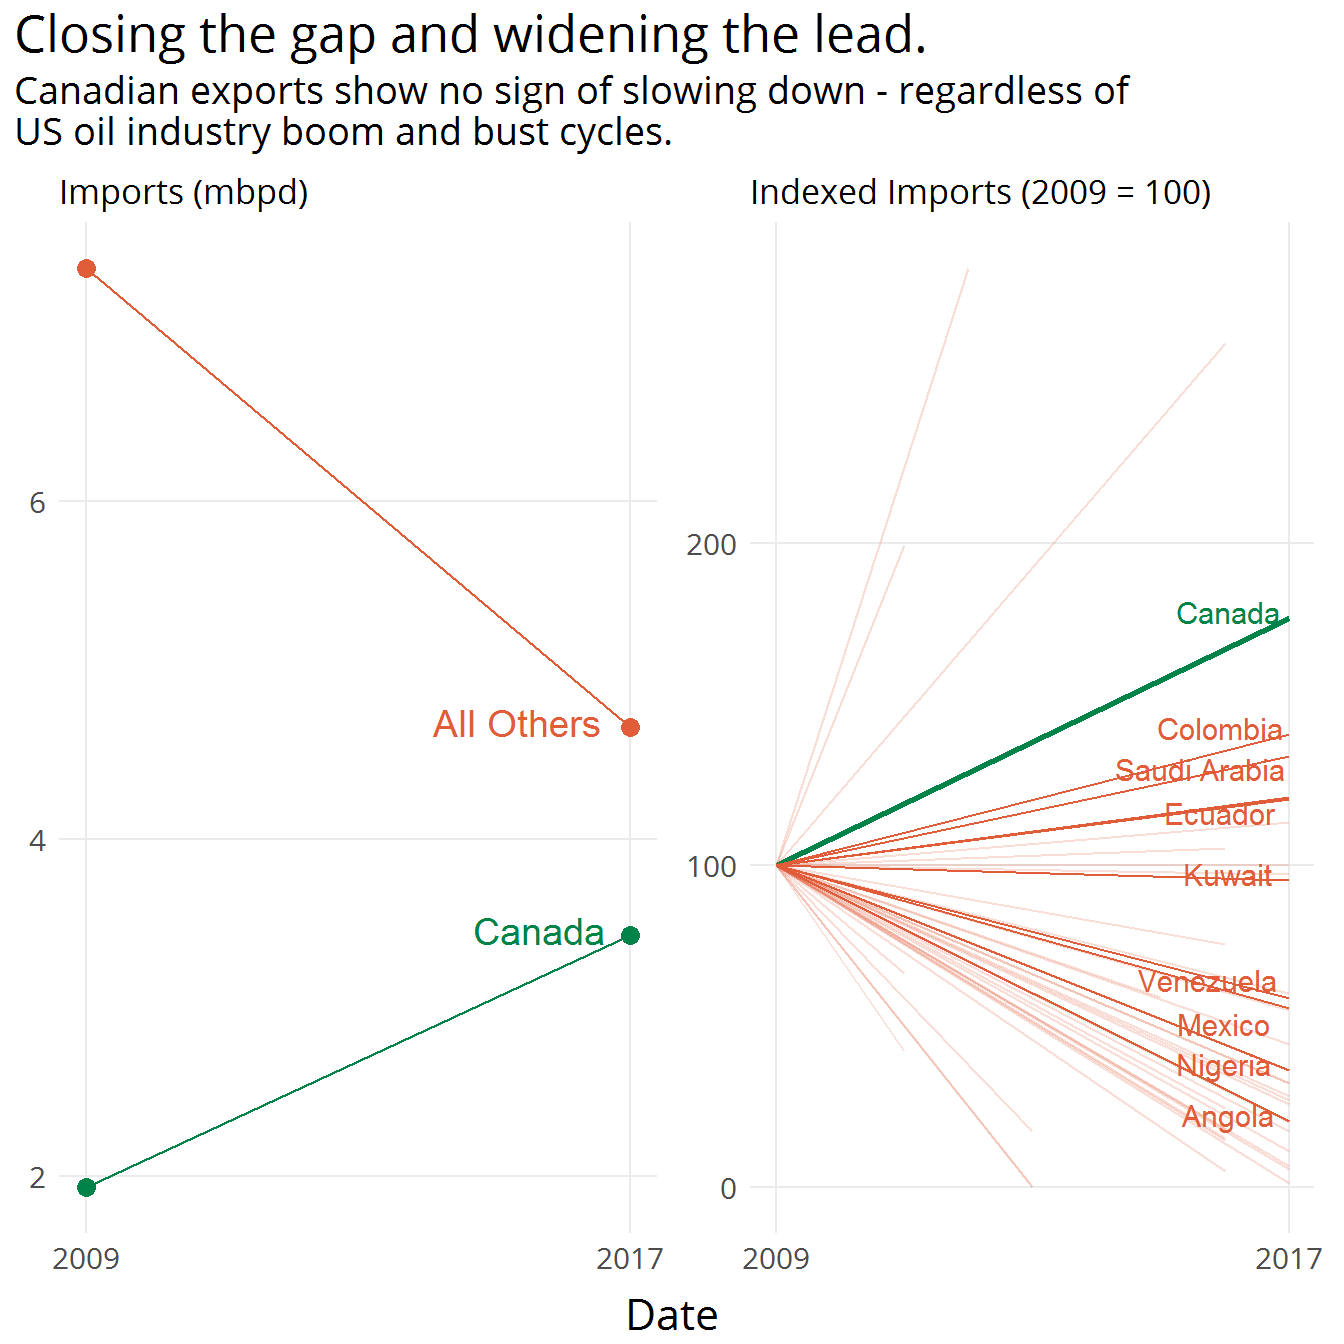 Closing the gap and widening the lead.
Canadian exports show no sign of slowing down - regardless of
US oil industry boom and bust cycles.
Imports (mbpd)
6
4
2
All Others
Canada
2009
2017
Indexed Imports (2009 = 100)
200
100
0
Canada
Colombia
Saudi Arabia
Ecuador
Kuwait
Venezuela
Mexico
Nigeria
Angola
2009
2017
Date